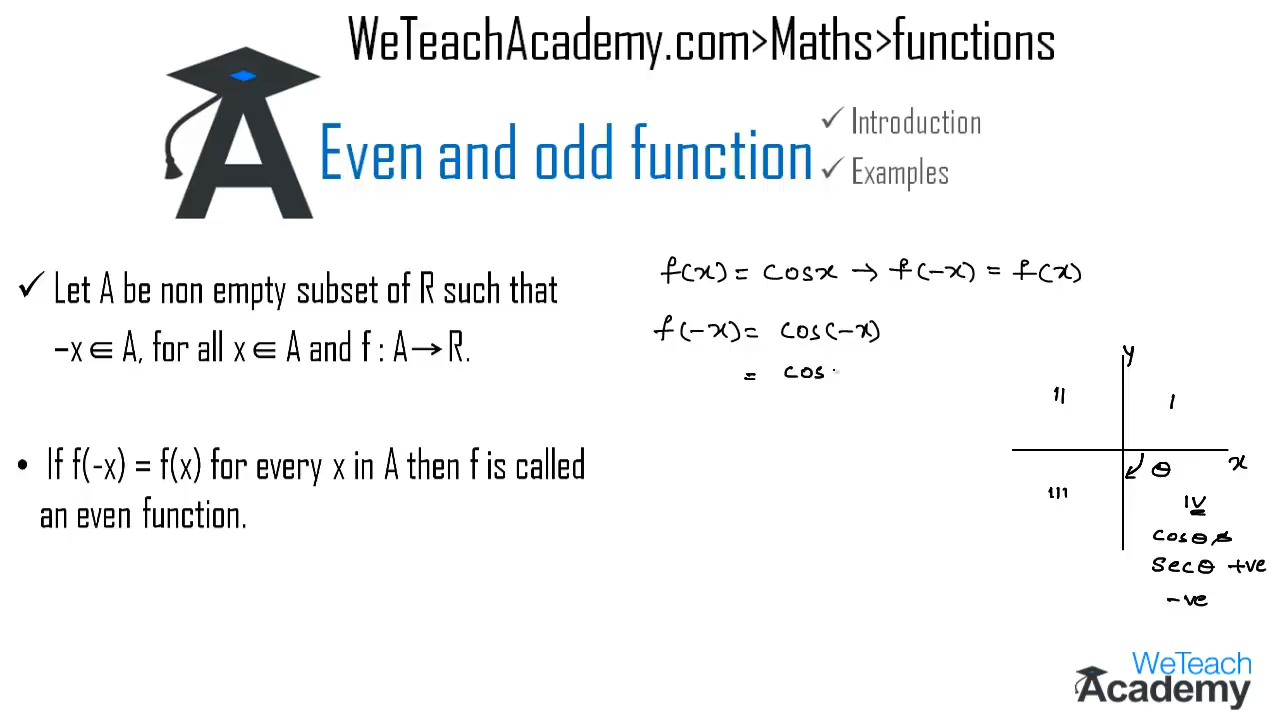 WeTeachAcademy.com>Maths>functions
Even and odd function
✓ Introduction
✓ Examples
✓ Let A be non empty subset of R such that
–x ∈ A, for all x ∈ A and f : A→ R.
• If f(-x) = f(x) for every x in A then f is called
an even function.
f(x) = cosx → f(-x) = f(x)
f(-x) = cos(-x)
= cos
y
II
I
x
θ
III
IV
cosθ
secθ +ve
-ve
WeTeach
Academy